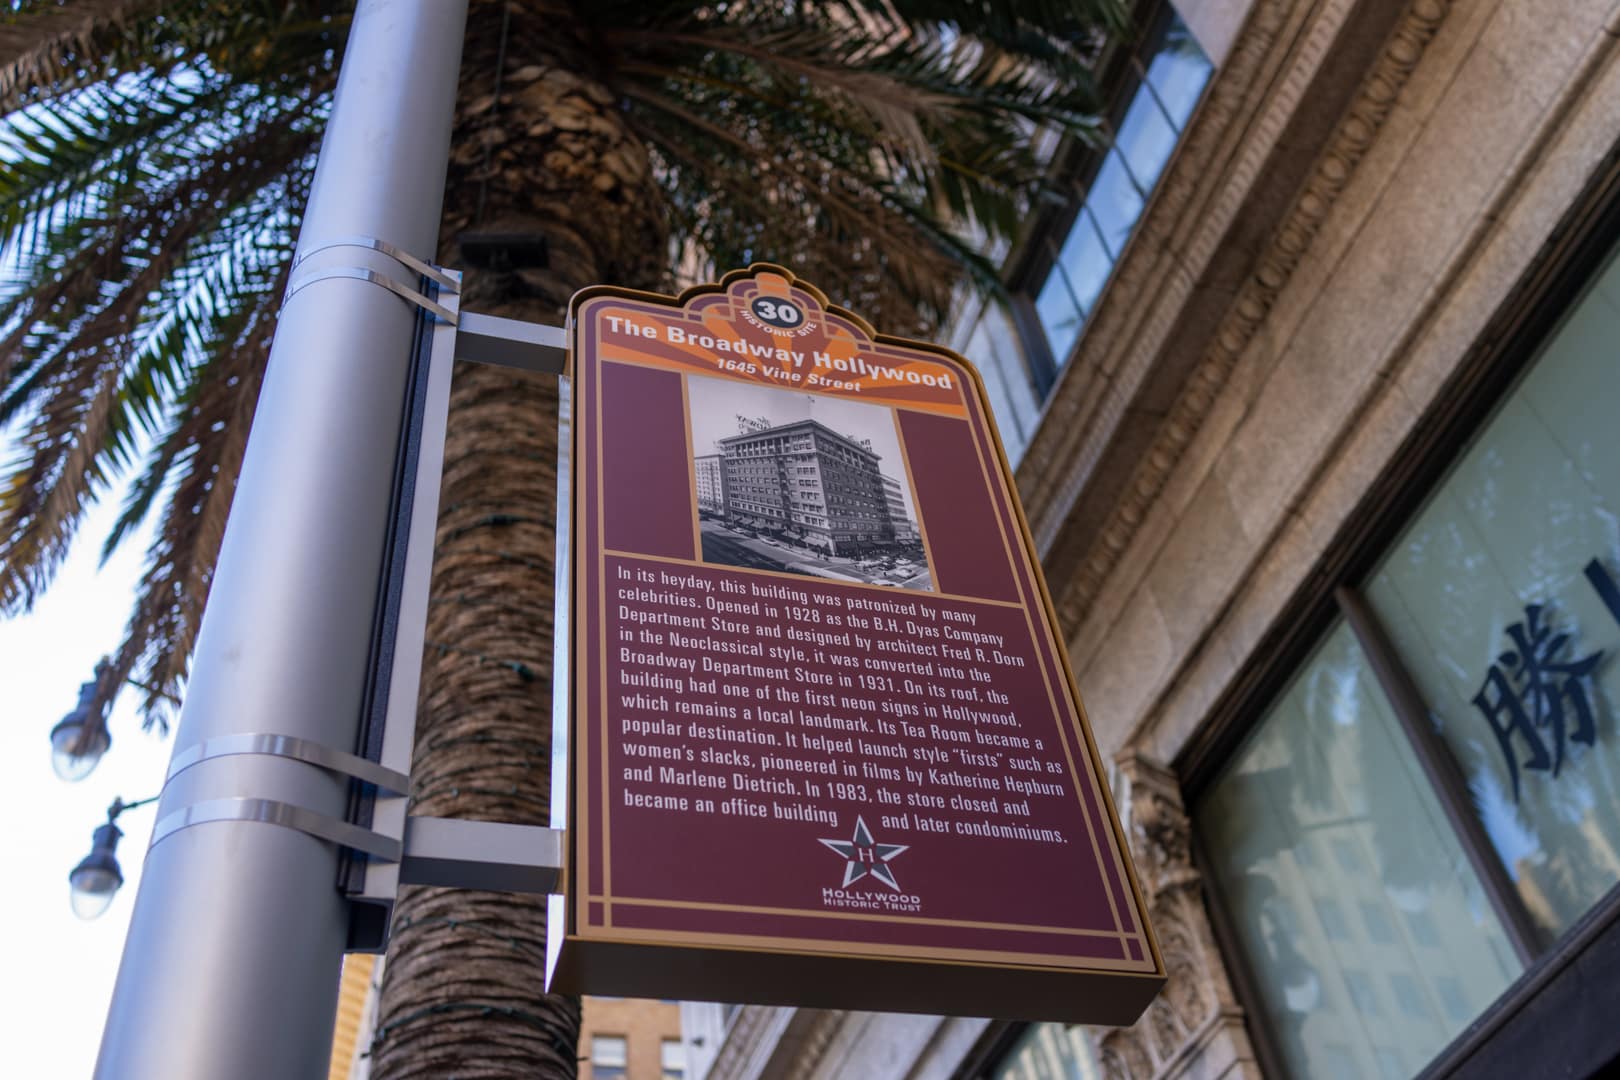 30
HISTORIC SITE
The Broadway Hollywood
1645 Vine Street
In its heyday, this building was patronized by many
celebrities. Opened in 1928 as the B.H. Dyas Company
Department Store and designed by architect Fred R. Dorn
in the Neoclassical style, it was converted into the
Broadway Department Store in 1931. On its roof, the
building had one of the first neon signs in Hollywood,
which remains a local landmark. Its Tea Room became a
popular destination. It helped launch style “firsts” such as
women’s slacks, pioneered in films by Katherine Hepburn
and Marlene Dietrich. In 1983, the store closed and
became an office building and later condominiums.
H
HOLLYWOOD
HISTORIC TRUST
勝